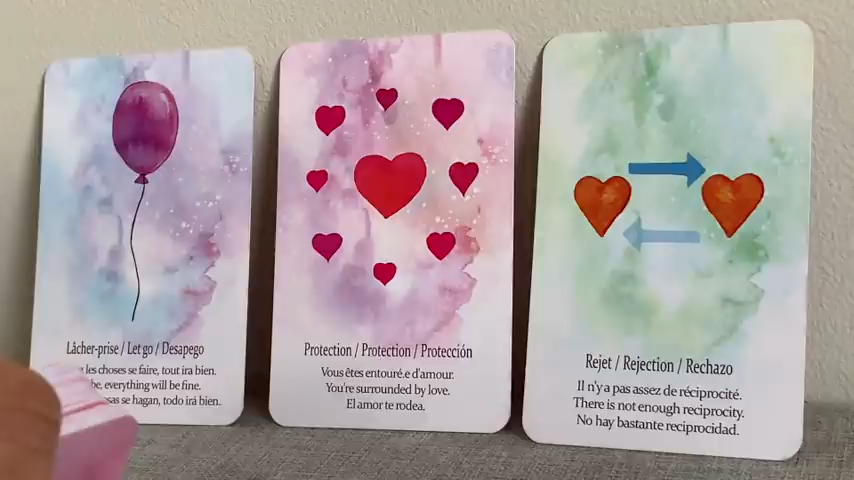 Lâcher-prise / Let go / Desapego
les choses se faire, tout ira bien.
be, everything will be fine.
se hagan, todo irá bien.
Protection / Protection / Protección
Vous êtes entouré.e d'amour.
You're surrounded by love.
El amor te rodea.
Rejet / Rejection / Rechazo
Il n'y a pas assez de réciprocité.
There is not enough reciprocity.
No hay bastante reciprocidad.